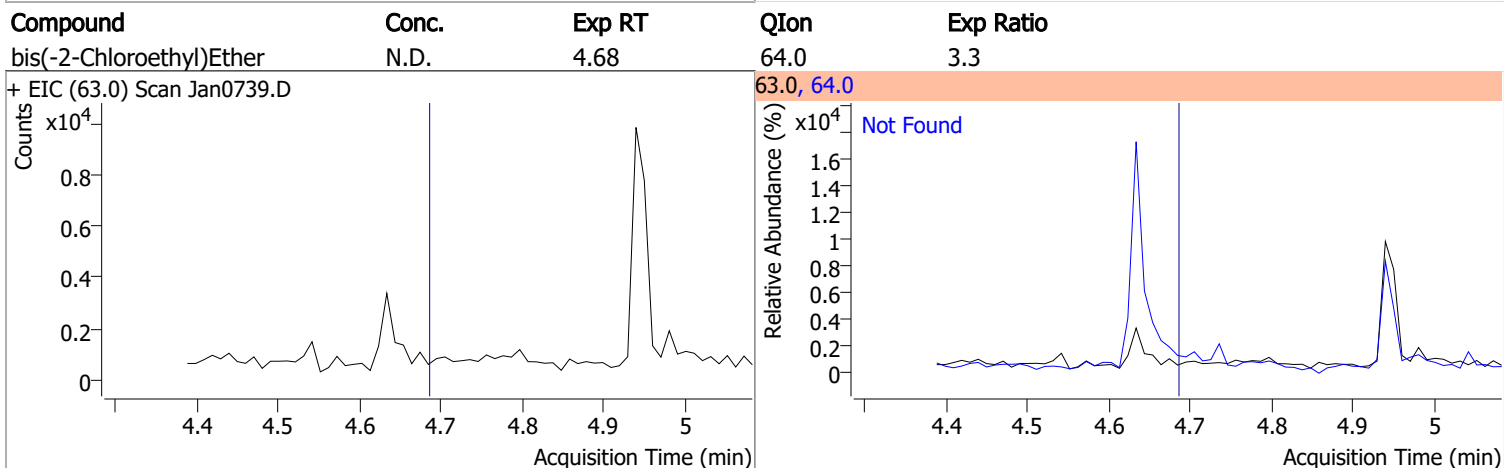 Compound Conc. Exp RT QIon Exp Ratio
bis(-2-Chloroethyl)Ether N.D. 4.68 64.0 3.3
+ EIC (63.0) Scan Jan0739.D
Counts
x10⁴
0.8
0.6
0.4
0.2
0
4.4 4.5 4.6 4.7 4.8 4.9 5
Acquisition Time (min)
63.0, 64.0
Relative Abundance (%)
x10⁴
Not Found
1.6
1.4
1.2
1
0.8
0.6
0.4
0.2
0
4.4 4.5 4.6 4.7 4.8 4.9 5
Acquisition Time (min)